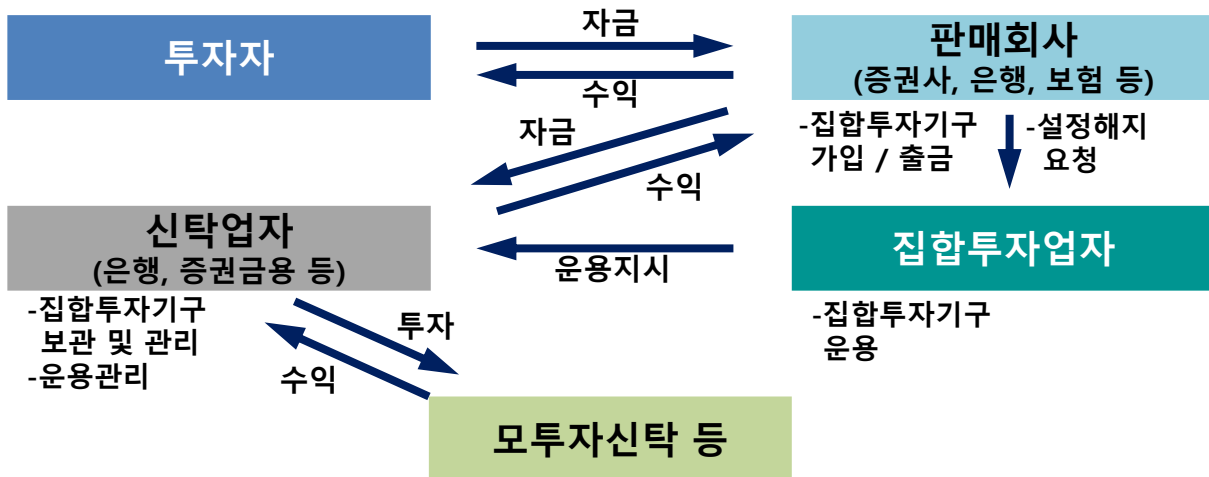 투자자
자금
수익
판매회사
(증권사, 은행, 보험 등)
자금
수익
-집합투자기구
가입 / 출금
-설정해지
요청
신탁업자
(은행, 증권금용 등)
운용지시
집합투자업자
-집합투자기구
보관 및 관리
-운용관리
투자
수익
-집합투자기구
운용
모투자신탁 등